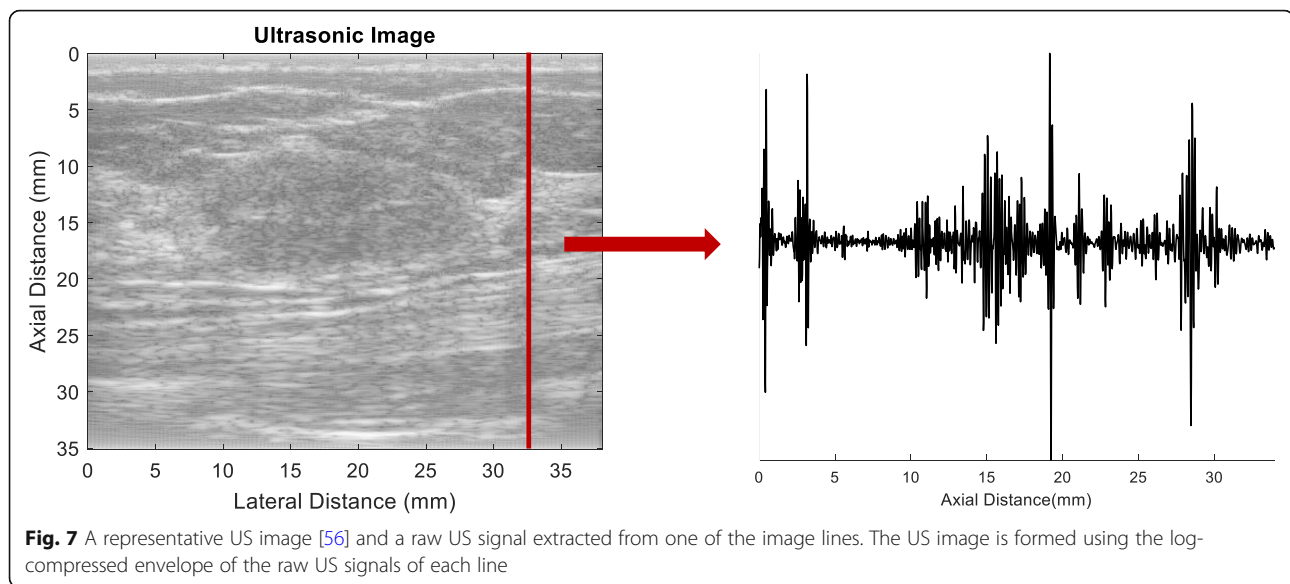 Ultrasonic Image
0
5
10
15
20
25
30
35
Axial Distance (mm)
0 5 10 15 20 25 30 35
Lateral Distance (mm)
0 5 10 15 20 25 30
Axial Distance(mm)
Fig. 7 A representative US image [56] and a raw US signal extracted from one of the image lines. The US image is formed using the log-
compressed envelope of the raw US signals of each line